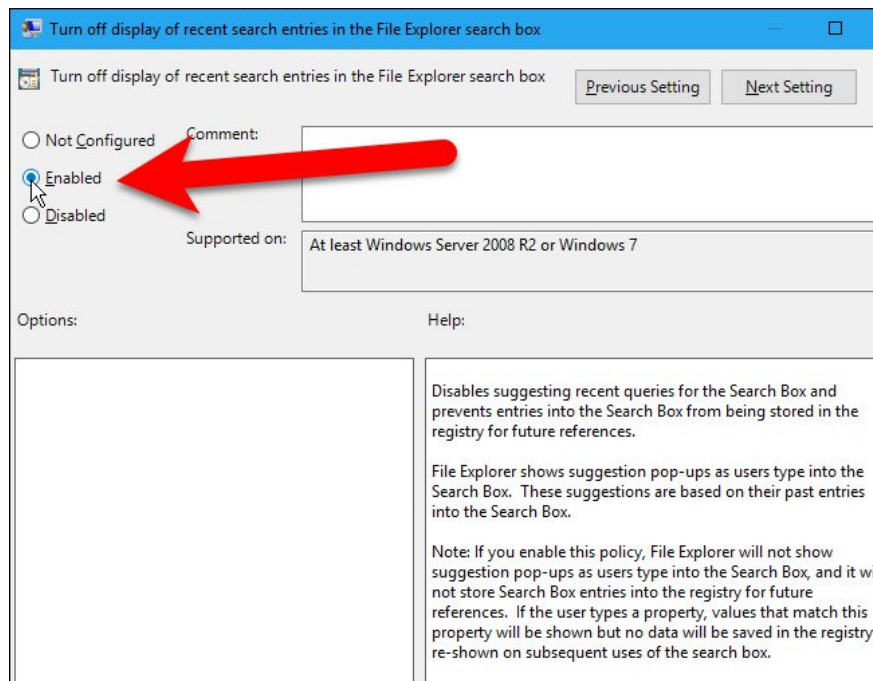 Turn off display of recent search entries in the File Explorer search box
Turn off display of recent search entries in the File Explorer search box
Previous Setting
Next Setting
Not Configured
Comment:
Enabled
Disabled
Supported on:
At least Windows Server 2008 R2 or Windows 7
Options:
Help:
Disables suggesting recent queries for the Search Box and
prevents entries into the Search Box from being stored in the
registry for future references.
File Explorer shows suggestion pop-ups as users type into the
Search Box.  These suggestions are based on their past entries
into the Search Box.
Note: If you enable this policy, File Explorer will not show
suggestion pop-ups as users type into the Search Box, and it
not store Search Box entries into the registry for future
references.  If the user types a property, values that match this
property will be shown but no data will be saved in the registry
re-shown on subsequent uses of the search box.